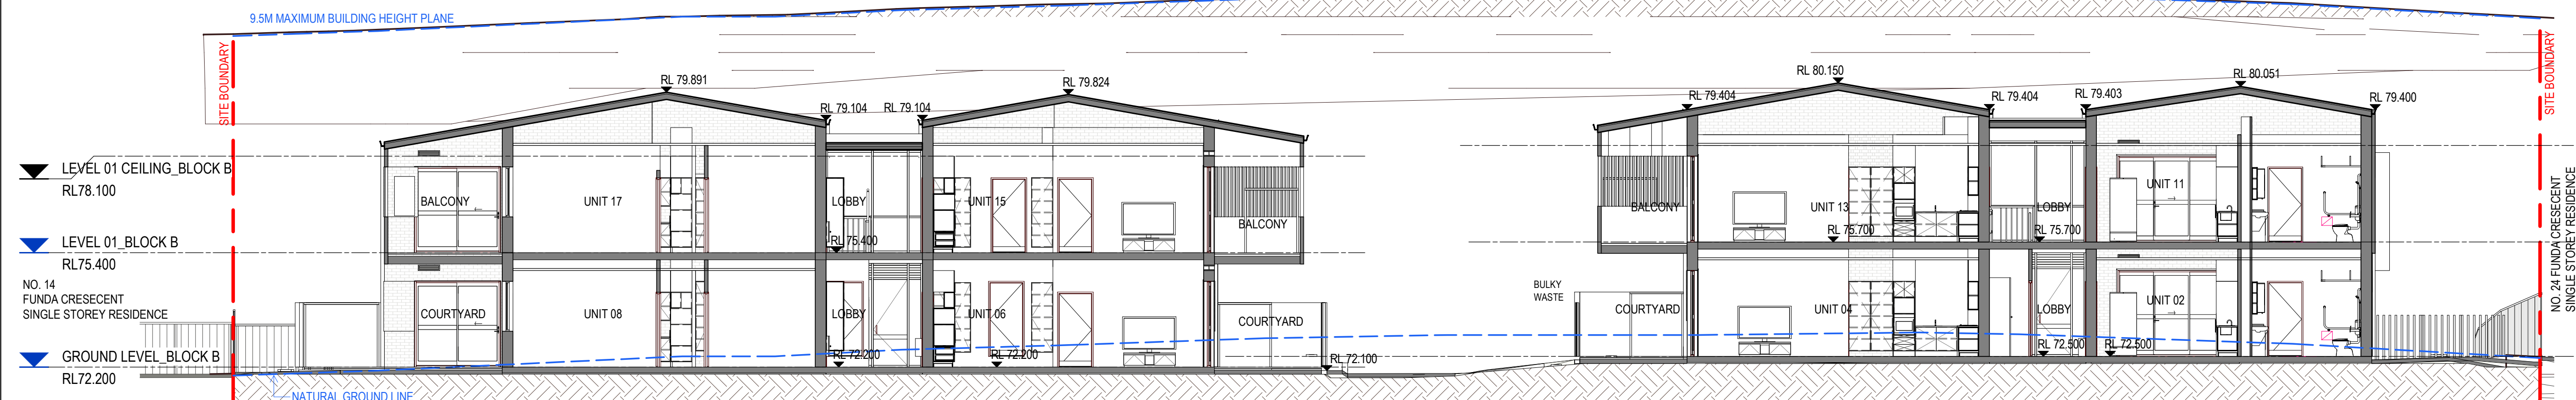 9.5M MAXIMUM BUILDING HEIGHT PLANE
SITE BOUNDARY
RL 79.891
RL 79.104
RL 79.104
RL 79.824
RL 79.404
RL 80.150
RL 79.404
RL 79.403
RL 80.051
RL 79.400
SITE BOUNDARY
LEVEL 01 CEILING_BLOCK B
RL78.100
BALCONY
UNIT 17
LOBBY
UNIT 15
BALCONY
BALCONY
UNIT 13
LOBBY
UNIT 11
LEVEL 01_BLOCK B
RL75.400
RL 75.400
RL 75.700
RL 75.700
NO. 14
FUNDA CRESECENT
SINGLE STOREY RESIDENCE
COURTYARD
UNIT 08
LOBBY
UNIT 06
COURTYARD
BULKY
WASTE
COURTYARD
UNIT 04
LOBBY
UNIT 02
NO. 24 FUNDA CRESECENT
SINGLE STOREY RESIDENCE
GROUND LEVEL_BLOCK B
RL72.200
RL 72.200
RL 72.200
RL 72.100
RL 72.500
RL 72.500
NATURAL GROUND LINE